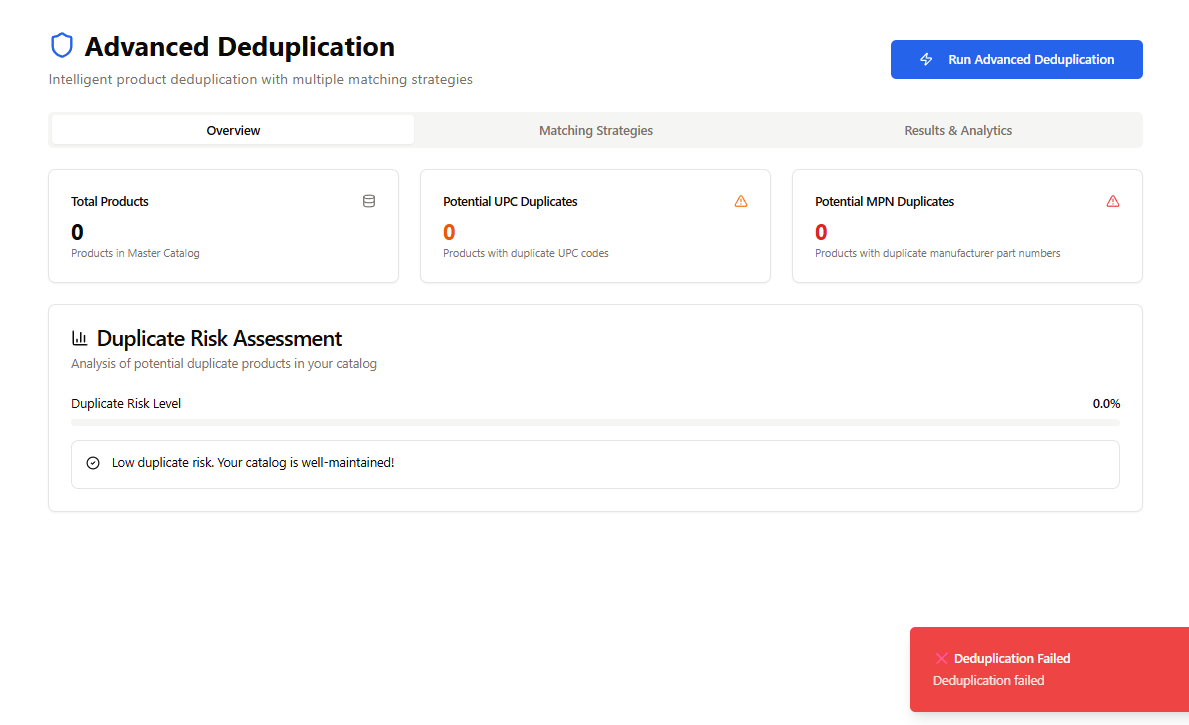 Advanced Deduplication
Intelligent product deduplication with multiple matching strategies
Run Advanced Deduplication
Overview
Matching Strategies
Results & Analytics
Total Products
0
Products in Master Catalog
Potential UPC Duplicates
0
Products with duplicate UPC codes
Potential MPN Duplicates
0
Products with duplicate manufacturer part numbers
Duplicate Risk Assessment
Analysis of potential duplicate products in your catalog
Duplicate Risk Level
0.0%
Low duplicate risk. Your catalog is well-maintained!
Deduplication Failed
Deduplication failed